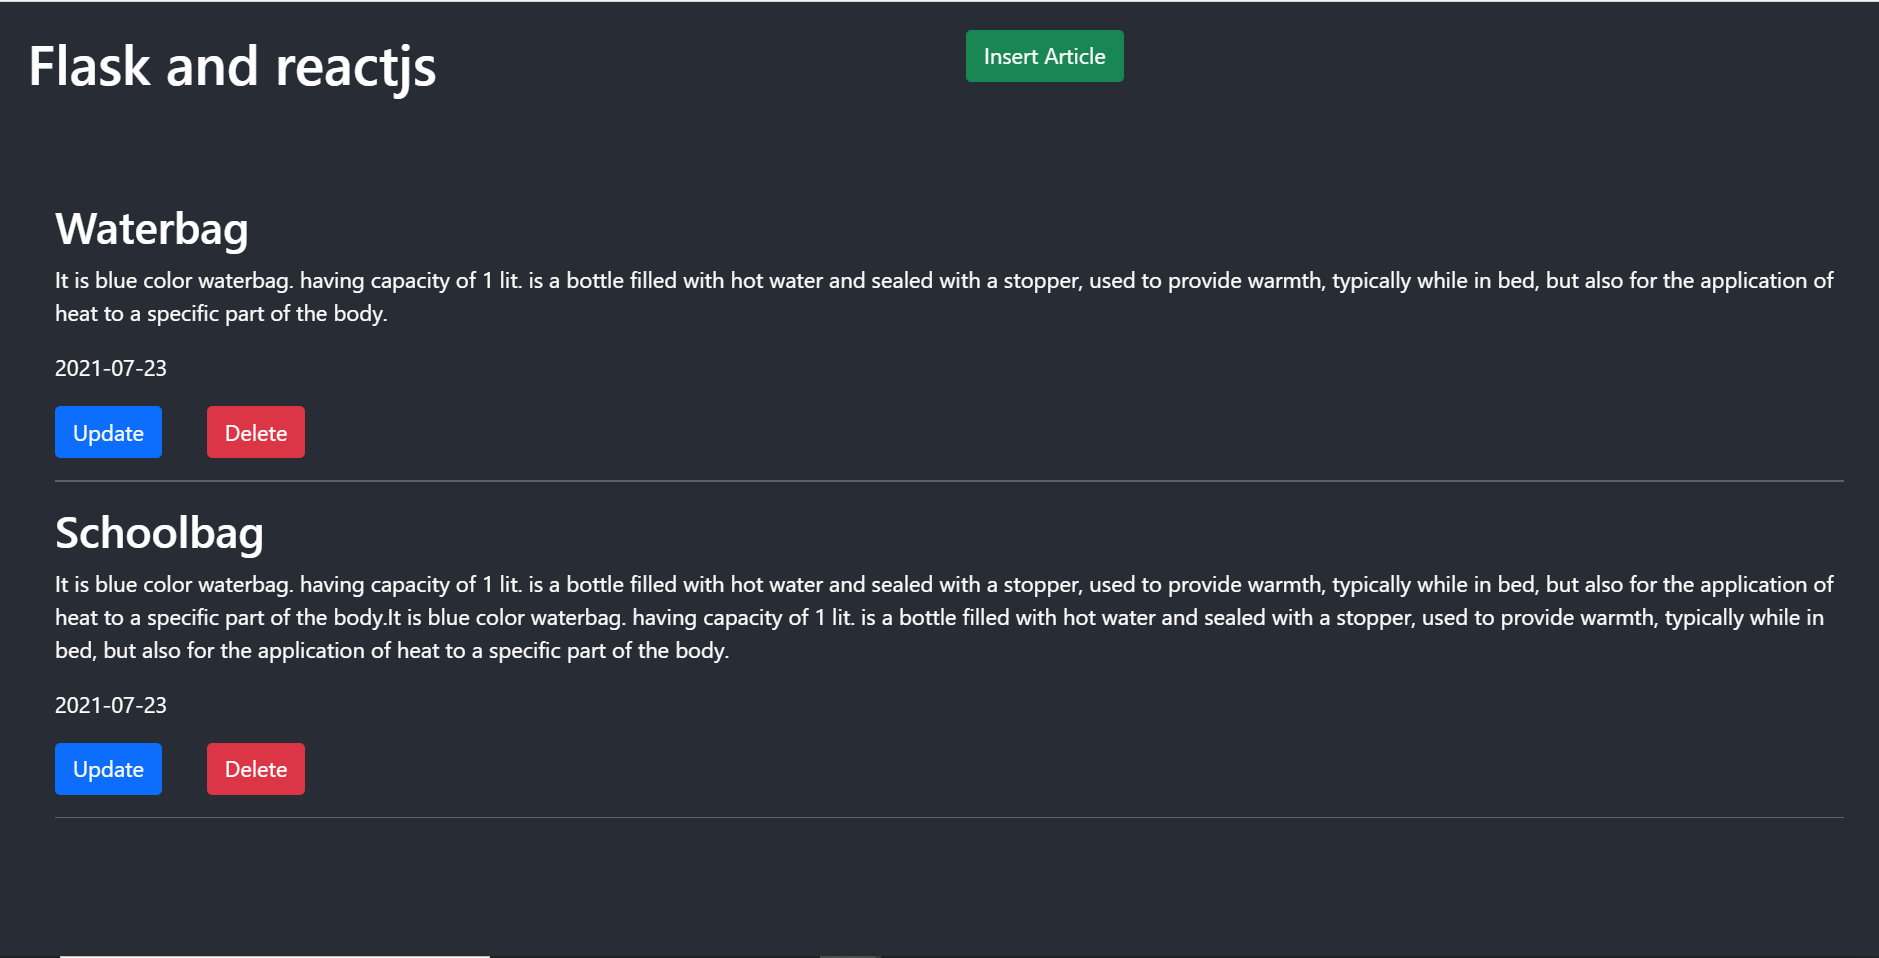 Flask and reactjs
Insert Article
Waterbag
It is blue color waterbag. having capacity of 1 lit. is a bottle filled with hot water and sealed with a stopper, used to provide warmth, typically while in bed, but also for the application of
heat to a specific part of the body.
2021-07-23
Update Delete
Schoolbag
It is blue color waterbag. having capacity of 1 lit. is a bottle filled with hot water and sealed with a stopper, used to provide warmth, typically while in bed, but also for the application of
heat to a specific part of the body.It is blue color waterbag. having capacity of 1 lit. is a bottle filled with hot water and sealed with a stopper, used to provide warmth, typically while in
bed, but also for the application of heat to a specific part of the body.
2021-07-23
Update Delete